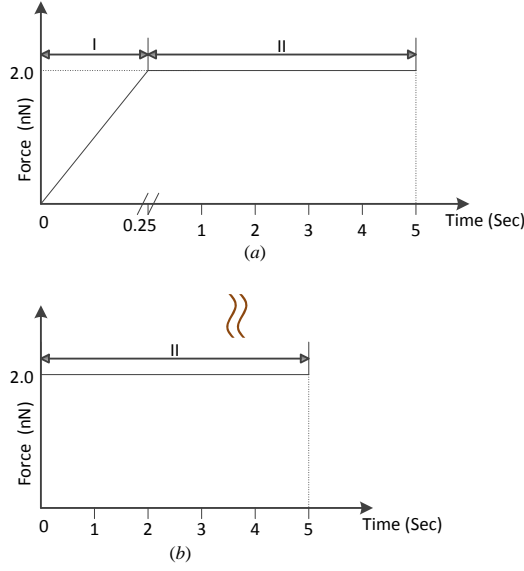 I II
2.0
Force (nN)
0 0.25 1 2 3 4 5
Time (Sec)
(a)
II
2.0
Force (nN)
0 1 2 3 4 5
Time (Sec)
(b)